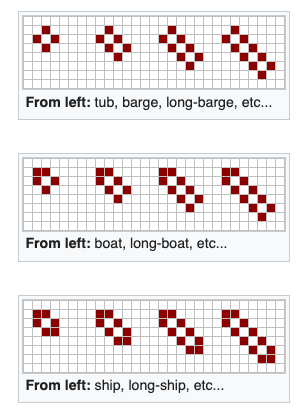 From left: tub, barge, long-barge, etc...
From left: boat, long-boat, etc...
From left: ship, long-ship, etc...